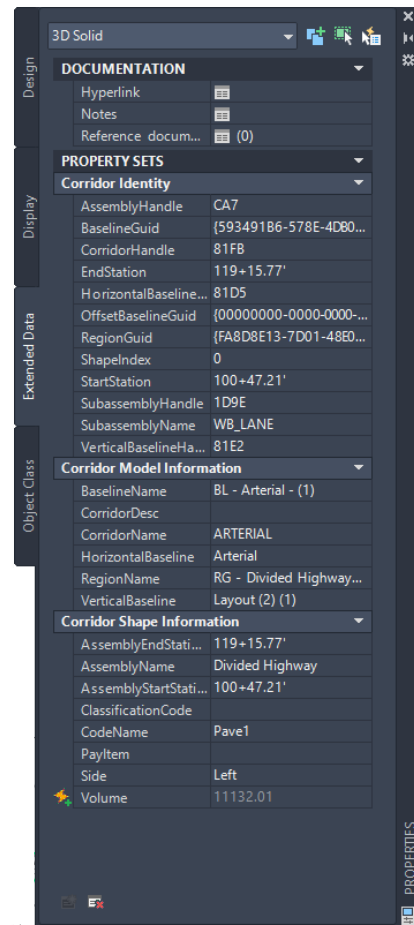 3D Solid
DOCUMENTATION
Hyperlink
Notes
Reference docum... (0)
PROPERTY SETS
Corridor Identity
AssemblyHandle CA7
BaselineGuid {593491B6-578E-4DB0...
CorridorHandle 81FB
EndStation 119+15.77'
HorizontalBaseline... 81D5
OffsetBaselineGuid {00000000-0000-0000-...
RegionGuid {FA8D8E13-7D01-48E0...
ShapeIndex 0
StartStation 100+47.21'
SubassemblyHandle 1D9E
SubassemblyName WB_LANE
VerticalBaselineHa... 81E2
Corridor Model Information
BaselineName BL - Arterial - (1)
CorridorDesc
CorridorName ARTERIAL
HorizontalBaseline Arterial
RegionName RG - Divided Highway...
VerticalBaseline Layout (2) (1)
Corridor Shape Information
AssemblyEndStati... 119+15.77'
AssemblyName Divided Highway
AssemblyStartStati... 100+47.21'
ClassificationCode
CodeName Pave1
PayItem
Side Left
Volume 11132.01
Design
Display
Extended Data
Object Class
PROPERTIES